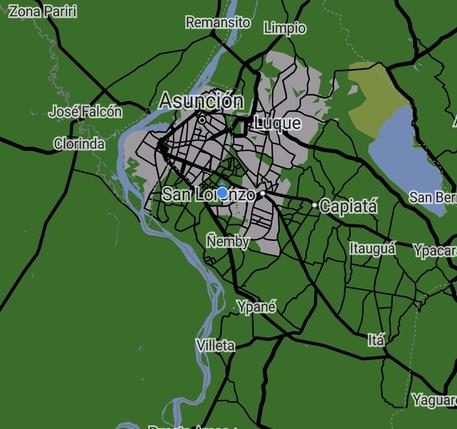 Zona Pariri
Remansito
Limpio
José Falcón
Asunción
Luque
Clorinda
San Lorenzo
San Ber
Capiatá
Ñemby
Itauguá
Ypacar
Ypané
Villeta
Itá
Yaguar